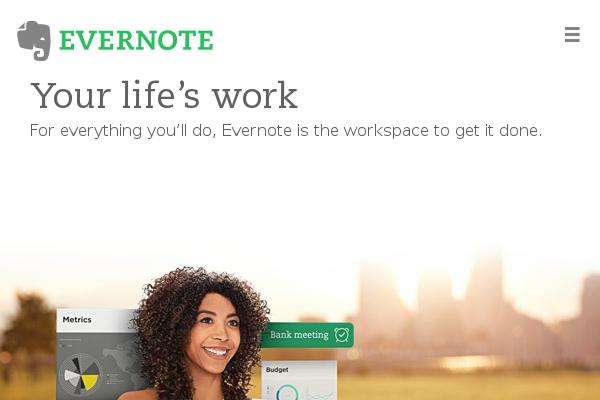 EVERNOTE
Your life’s work
For everything you’ll do, Evernote is the workspace to get it done.
Metrics
Bank meeting
Budget